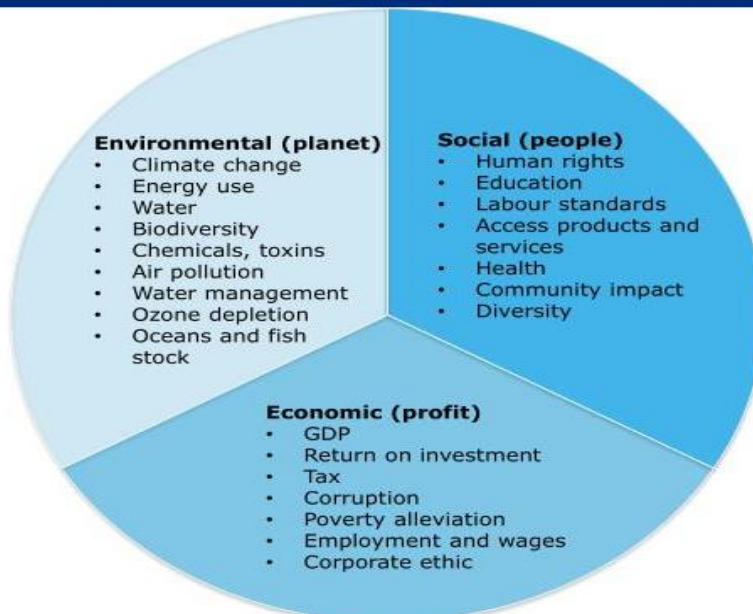 Environmental (planet)
• Climate change
• Energy use
• Water
• Biodiversity
• Chemicals, toxins
• Air pollution
• Water management
• Ozone depletion
• Oceans and fish
stock
Social (people)
• Human rights
• Education
• Labour standards
• Access products and
services
• Health
• Community impact
• Diversity
Economic (profit)
• GDP
• Return on investment
• Tax
• Corruption
• Poverty alleviation
• Employment and wages
• Corporate ethic